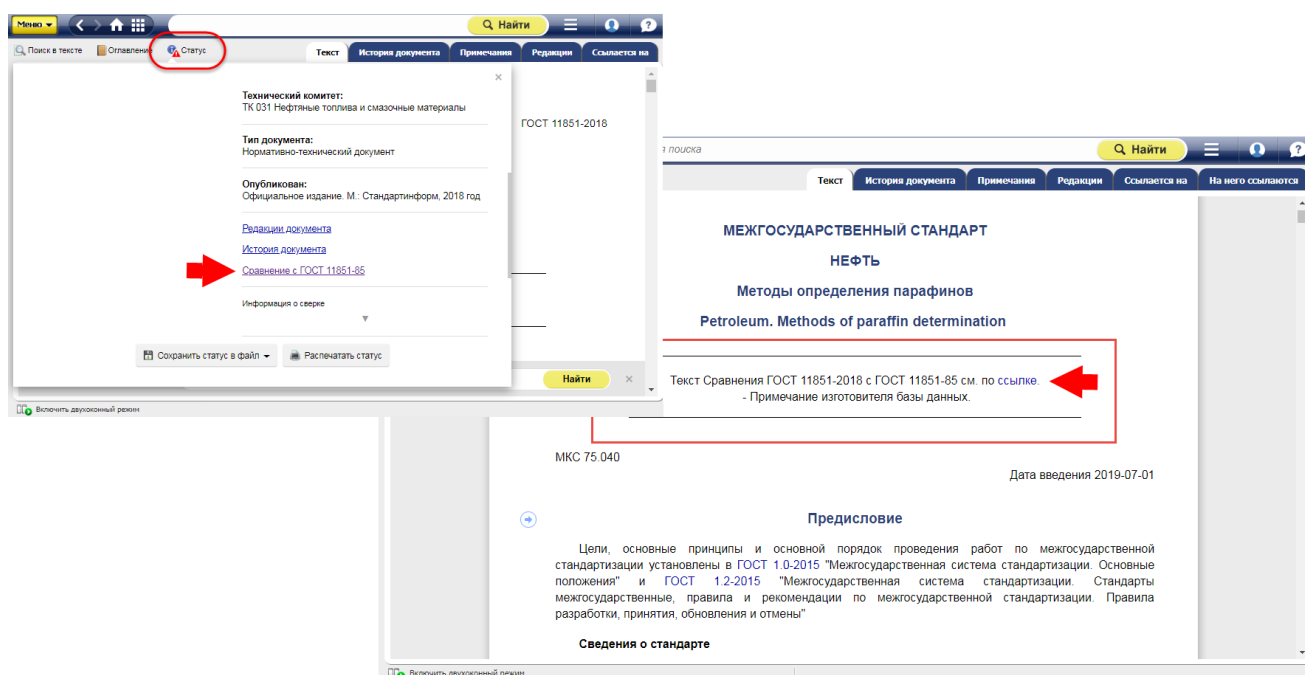 Меню
Найти
?
Поиск в тексте
Оглавление
Статус
Текст
История документа
Примечания
Редакции
Ссылается на
Технический комитет:
ТК 031 Нефтяные топлива и смазочные материалы
Тип документа:
Нормативно-технический документ
Опубликован:
Официальное издание. М.: Стандартинформ, 2018 год
Редакции документа
История документа
Сравнение с ГОСТ 11851-85
Информация о сверке
Сохранить статус в файл
Распечатать статус
ГОСТ 11851-2018
Найти
Включить двухоконный режим
поиска
Найти
?
Текст
История документа
Примечания
Редакции
Ссылается на
На него ссылаются
МЕЖГОСУДАРСТВЕННЫЙ СТАНДАРТ
НЕФТЬ
Методы определения парафинов
Petroleum. Methods of paraffin determination
Текст Сравнения ГОСТ 11851-2018 с ГОСТ 11851-85 см. по ссылке.
- Примечание изготовителя базы данных.
МКС 75.040
Дата введения 2019-07-01
Предисловие
Цели, основные принципы и основной порядок проведения работ по межгосударственной
стандартизации установлены в ГОСТ 1.0-2015 "Межгосударственная система стандартизации. Основные
положения" и ГОСТ 1.2-2015 "Межгосударственная система стандартизации. Стандарты
межгосударственные, правила и рекомендации по межгосударственной стандартизации. Правила
разработки, принятия, обновления и отмены"
Сведения о стандарте
Включить двухоконный режим